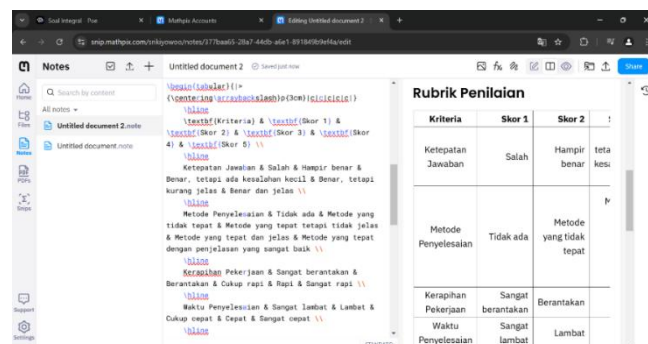 Soal Integral - Pse
Mathpix Accounts
Editing Untitled document 2
snip.mathpix.com/snkiyowoo/notes/377baa65-28a7-44db-a6e1-891849b9ef4a/edit
Notes
Untitled document 2
Saved just now
Share
Home
Files
Notes
PDFs
Snips
Support
Settings
Search by content
All notes
Untitled document 2.note
Untitled document.note
\begin{tabular}{|>
{\centering\arraybackslash}p{3cm}|c|c|c|c|c|}
\hline
\textbf{Kriteria} & \textbf{Skor 1} &
\textbf{Skor 2} & \textbf{Skor 3} & \textbf{Skor
4} & \textbf{Skor 5} \\
\hline
Ketepatan Jawaban & Salah & Hampir benar &
Benar, tetapi ada kesalahan kecil & Benar, tetapi
kurang jelas & Benar dan jelas \\
\hline
Metode Penyelesaian & Tidak ada & Metode yang
tidak tepat & Metode yang tepat tetapi tidak jelas
& Metode yang tepat dan jelas & Metode yang tepat
dengan penjelasan yang sangat baik \\
\hline
Kerapihan Pekerjaan & Sangat berantakan &
Berantakan & Cukup rapi & Rapi & Sangat rapi \\
\hline
Waktu Penyelesaian & Sangat lambat & Lambat &
Cukup cepat & Cepat & Sangat cepat \\
\hline
Rubrik Penilaian
Kriteria Skor 1 Skor 2
Ketepatan Jawaban
Salah
Hampir benar
Metode Penyelesaian
Tidak ada
Metode yang tidak tepat
Kerapihan Pekerjaan
Sangat berantakan
Berantakan
Waktu Penyelesaian
Sangat lambat
Lambat